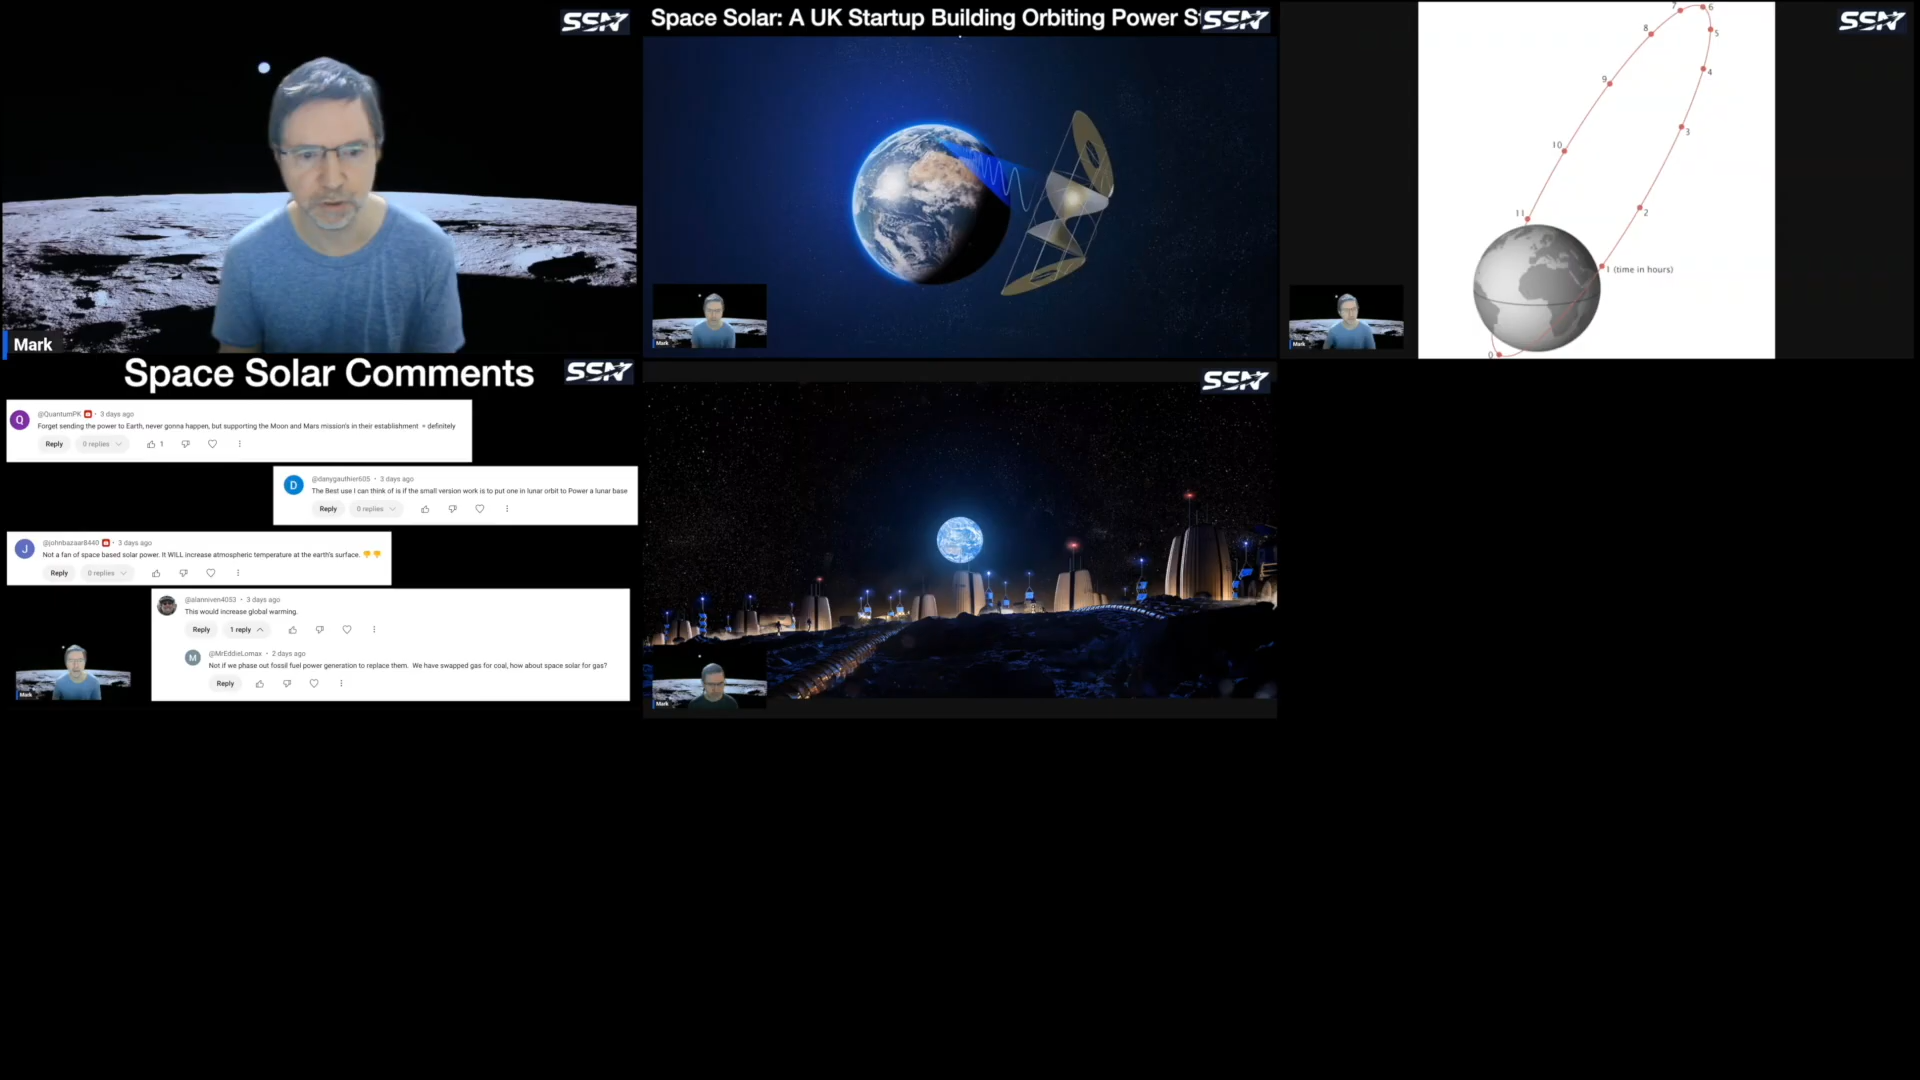 SSN
Mark
Space Solar: A UK Startup Building Orbiting Power S
SSN
Mark
SSN
7
6
8
5
4
9
3
10
2
11
1 (time in hours)
0
Mark
Space Solar Comments
SSN
Q
@QuantumPK · 3 days ago
Forget sending the power to Earth, never gonna happen, but supporting the Moon and Mars mission's in their establishment = definitely
Reply 0 replies 1
D
@danygauthier605 · 3 days ago
The Best use I can think of is if the small version work is to put one in lunar orbit to Power a lunar base
Reply 0 replies
J
@johnbazaar8440 · 3 days ago
Not a fan of space based solar power. It WILL increase atmospheric temperature at the earth's surface. 👎👎
Reply 0 replies
@alanniven4053 · 3 days ago
This would increase global warming.
Reply 1 reply
M
@MrEddieLomax · 2 days ago
Not if we phase out fossil fuel power generation to replace them. We have swapped gas for coal, how about space solar for gas?
Reply
Mark
SSN
Mark